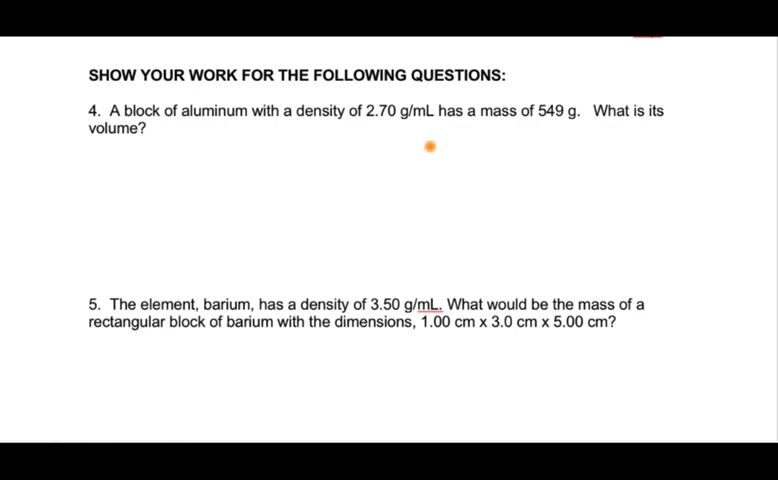 SHOW YOUR WORK FOR THE FOLLOWING QUESTIONS:
4. A block of aluminum with a density of 2.70 g/mL has a mass of 549 g. What is its
volume?
5. The element, barium, has a density of 3.50 g/mL. What would be the mass of a
rectangular block of barium with the dimensions, 1.00 cm x 3.0 cm x 5.00 cm?